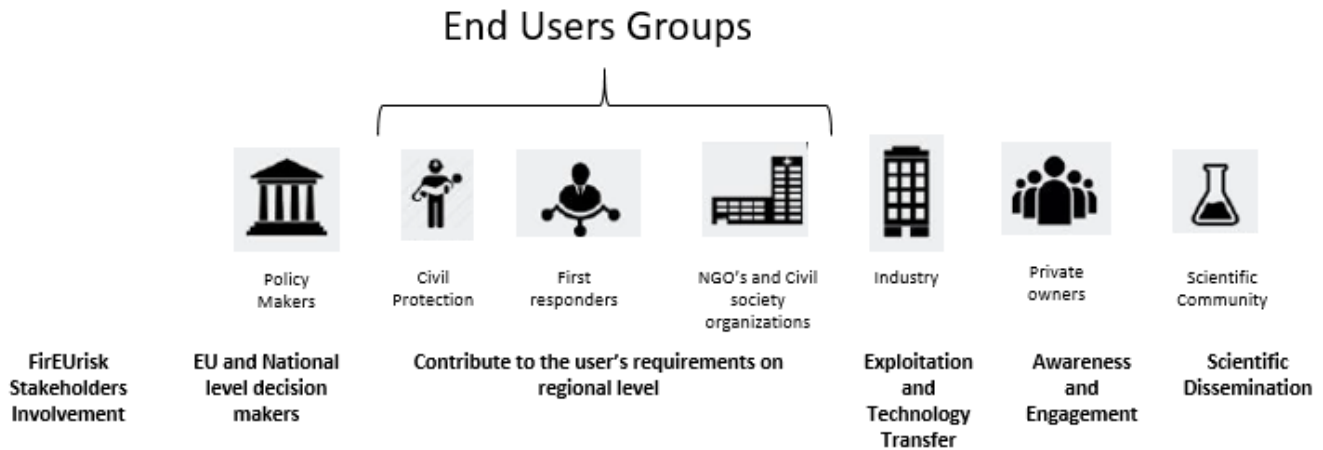 End Users Groups
Policy
Makers
Civil
Protection
First
responders
NGO's and Civil
society
organizations
Industry
Private
owners
Scientific
Community
FirEUrisk
Stakeholders
Involvement
EU and National
level decision
makers
Contribute to the user's requirements on
regional level
Exploitation
and
Technology
Transfer
Awareness
and
Engagement
Scientific
Dissemination